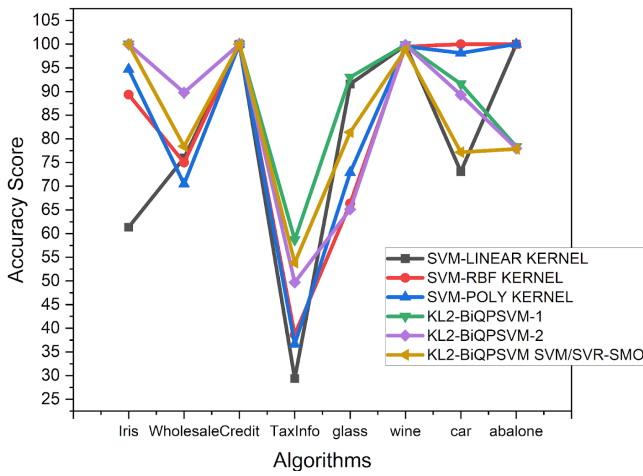 Accuracy Score
105
100
95
90
85
80
75
70
65
60
55
50
45
40
35
30
25
SVM-LINEAR KERNEL
SVM-RBF KERNEL
SVM-POLY KERNEL
KL2-BiQPSVM-1
KL2-BiQPSVM-2
KL2-BiQPSVM SVM/SVR-SMO
Iris Wholesale Credit TaxInfo glass wine car abalone
Algorithms